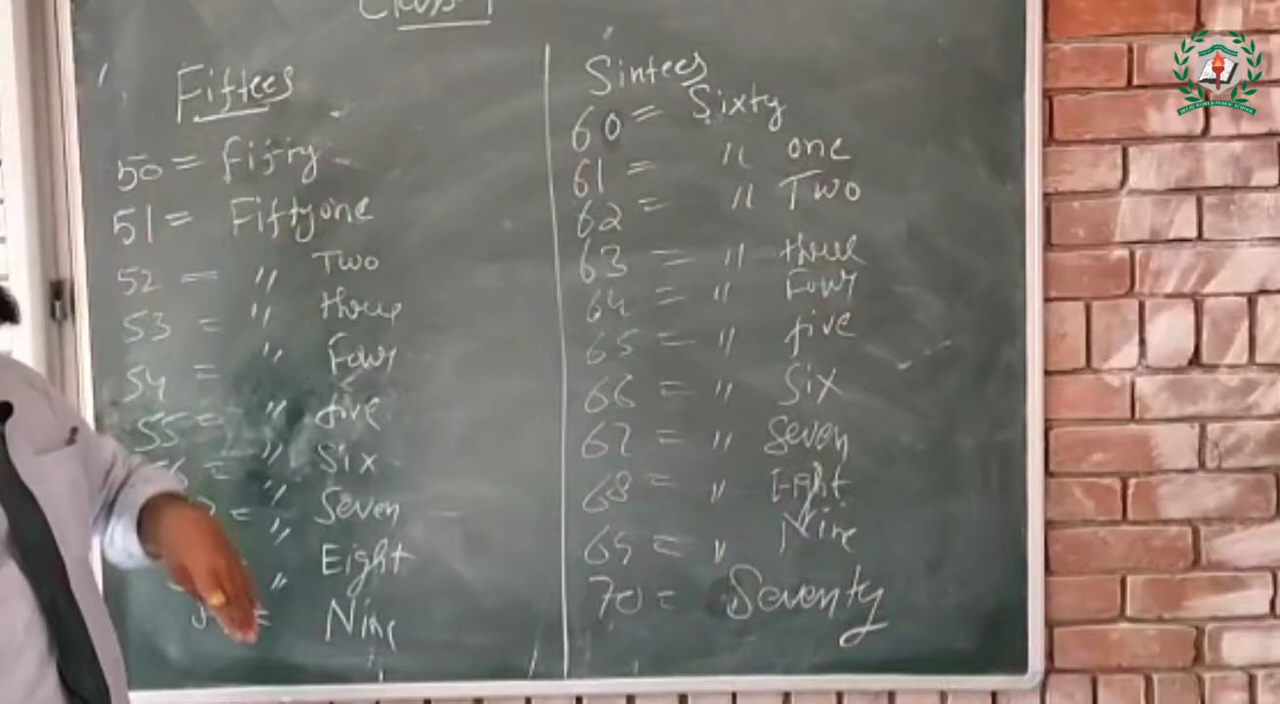 Fiftees
50 = Fifty
51 = Fiftyone
52 = " Two
53 = " three
54 = " Four
55 = " five
56 = " Six
= " Seven
" Eight
= Nine
Sintees
60 = Sixty
61 = " one
62 = " Two
63 = " three
64 = " Four
65 = " five
66 = " Six
67 = " Seven
68 = " Eight
69 = " Nine
70 = Seventy